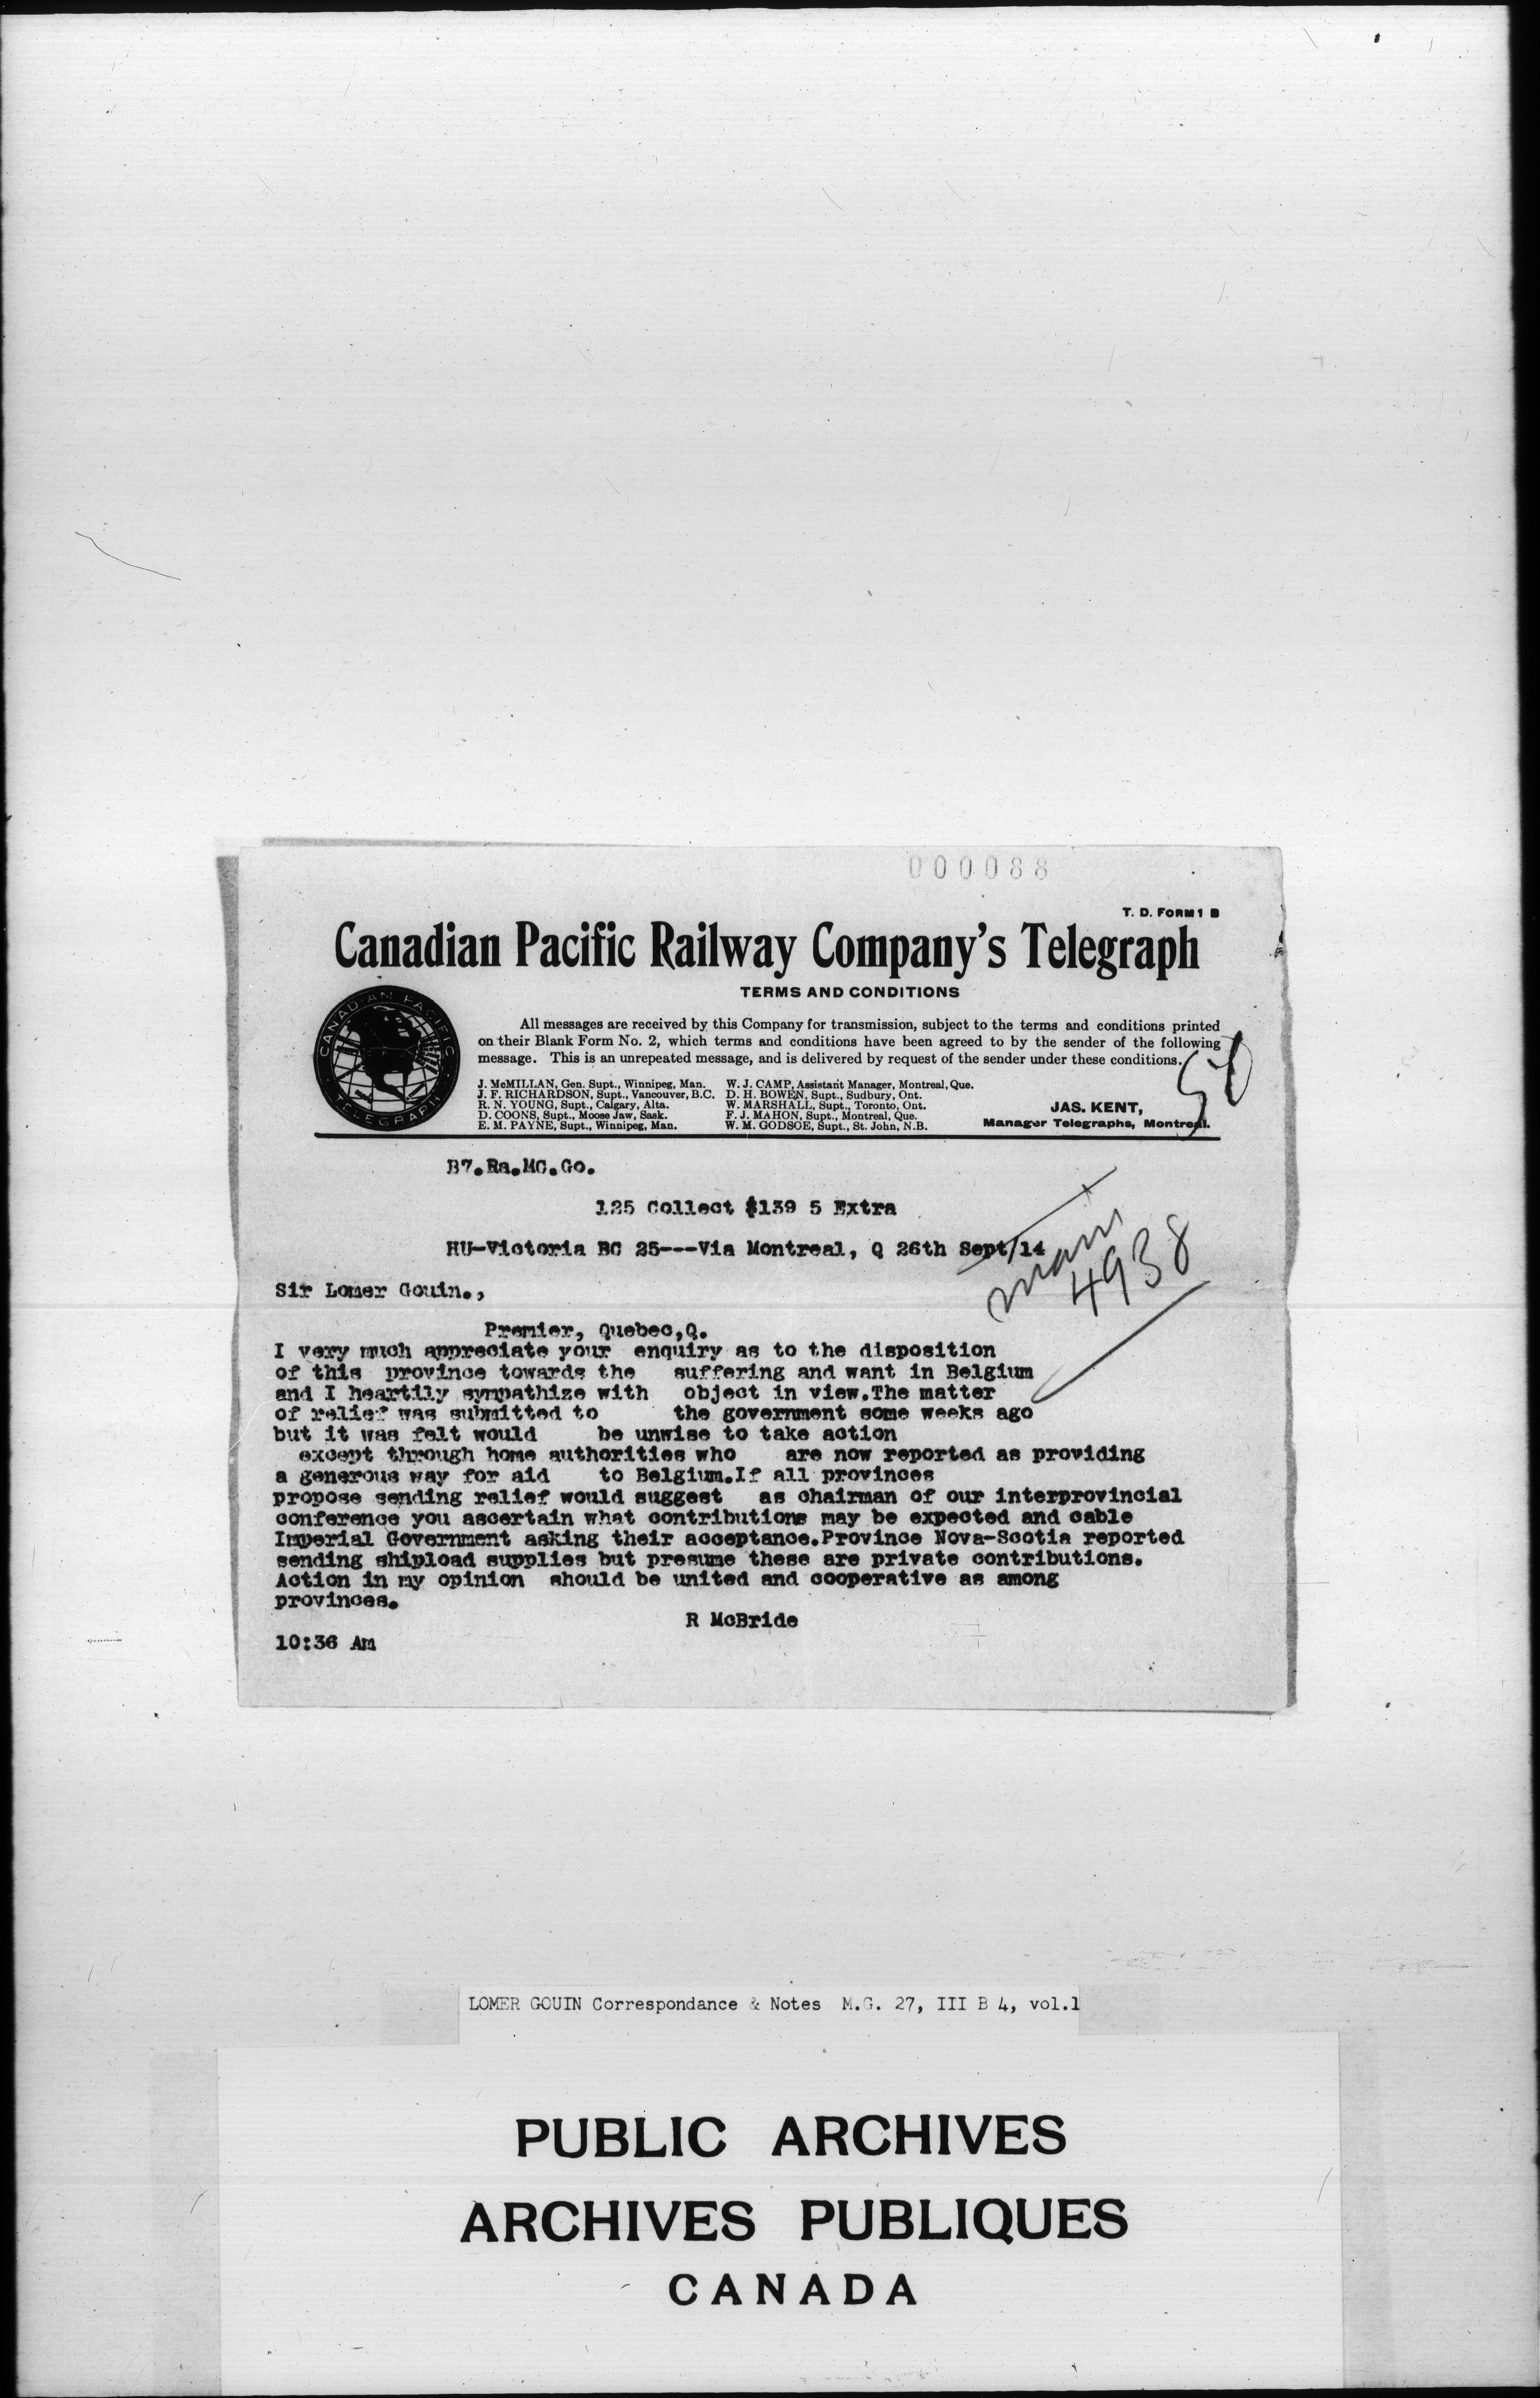 000088
T. D. FORM 1 B
Canadian Pacific Railway Company's Telegraph
TERMS AND CONDITIONS
CANADIAN PACIFIC
TELEGRAPH
All messages are received by this Company for transmission, subject to the terms and conditions printed
on their Blank Form No. 2, which terms and conditions have been agreed to by the sender of the following
message. This is an unrepeated message, and is delivered by request of the sender under these conditions.
J. McMILLAN, Gen. Supt., Winnipeg, Man. W. J. CAMP, Assistant Manager, Montreal, Que.
J. F. RICHARDSON, Supt., Vancouver, B.C. D. H. BOWEN, Supt., Sudbury, Ont.
R. N. YOUNG, Supt., Calgary, Alta. W. MARSHALL, Supt., Toronto, Ont.
D. COONS, Supt., Moose Jaw, Sask. F. J. MAHON, Supt., Montreal, Que.
E. M. PAYNE, Supt., Winnipeg, Man. W. M. GODSOE, Supt., St. John, N.B.
JAS. KENT,
Manager Telegraphs, Montreal.
50
B7.Ra.MC.Go.
125 Collect $139 5 Extra
HU-Victoria BC 25---Via Montreal, Q 26th Sept/14
main
4938
Sir Lomer Gouin.,
Premier, Quebec,Q.
I very much appreciate your enquiry as to the disposition
of this province towards the suffering and want in Belgium
and I heartily sympathize with object in view.The matter
of relief was submitted to the government some weeks ago
but it was felt would be unwise to take action
except through home authorities who are now reported as providing
a generous way for aid to Belgium.If all provinces
propose sending relief would suggest as chairman of our interprovincial
conference you ascertain what contributions may be expected and cable
Imperial Government asking their acceptance.Province Nova-Scotia reported
sending shipload supplies but presume these are private contributions.
Action in my opinion should be united and cooperative as among
provinces.
R McBride
10:36 Am
LOMER GOUIN Correspondance & Notes M.G. 27, III B 4, vol.1
PUBLIC ARCHIVES
ARCHIVES PUBLIQUES
CANADA